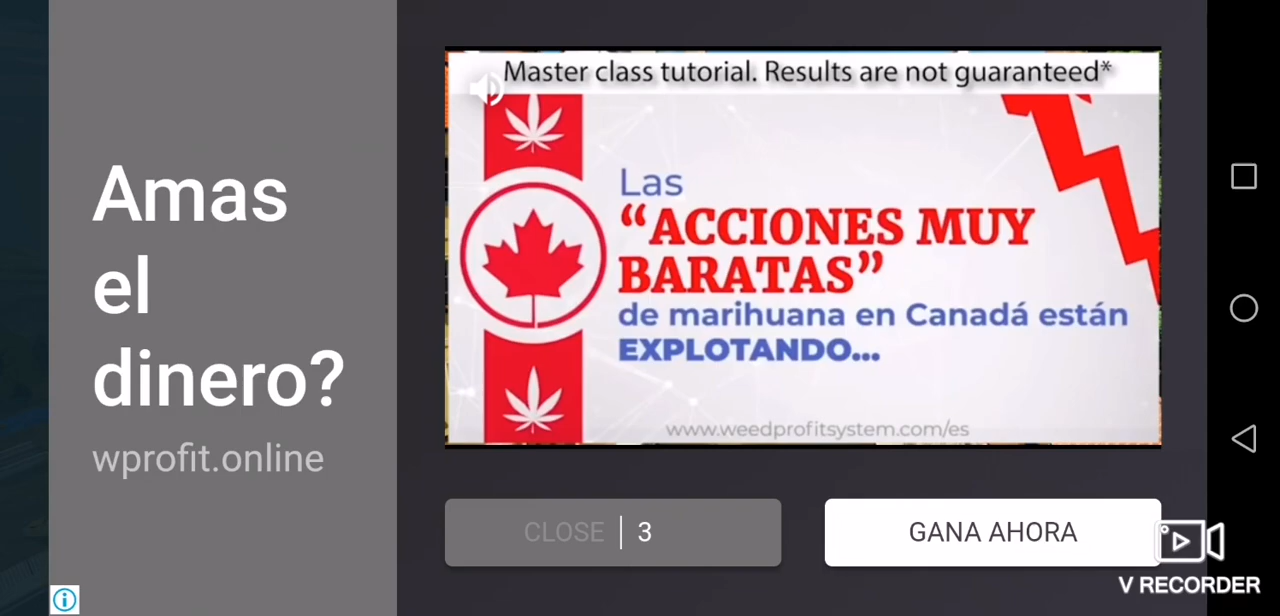 Amas
el
dinero?
wprofit.online
Master class tutorial. Results are not guaranteed*
Las
“ACCIONES MUY
BARATAS”
de marihuana en Canadá están
EXPLOTANDO...
www.weedprofitsystem.com/es
CLOSE | 3
GANA AHORA
V RECORDER